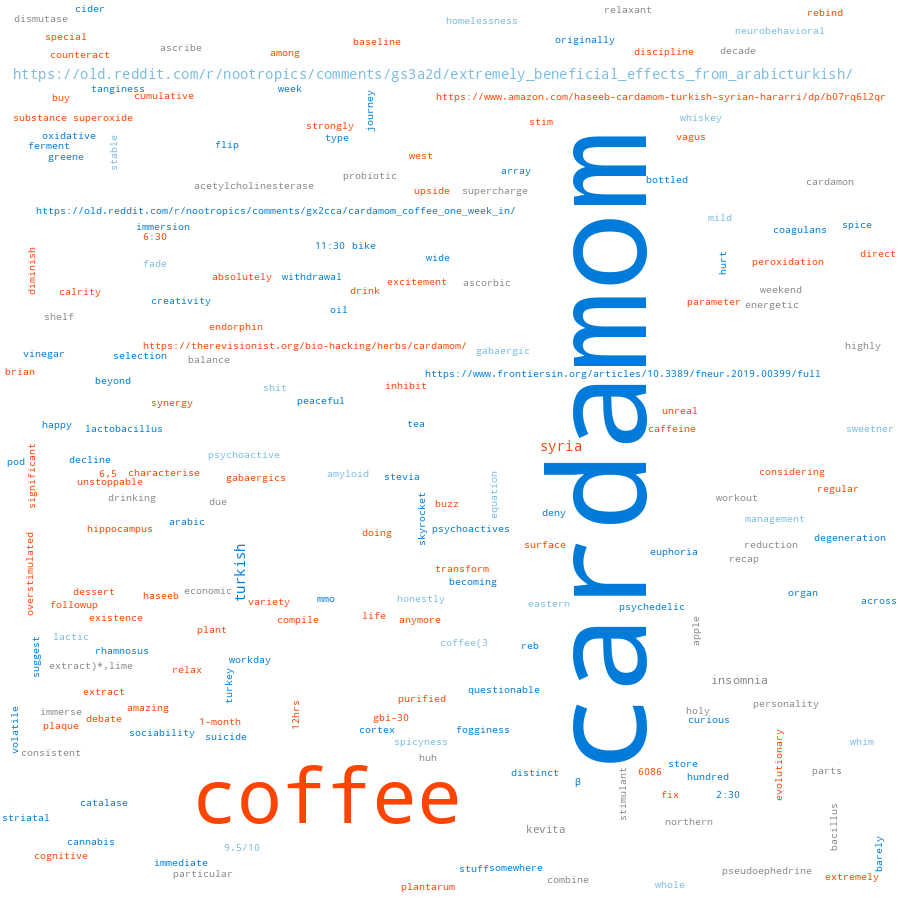 cider
relaxant
rebind
dismutase
homelessness
neurobehavioral
special
baseline
originally
ascribe
among
discipline
decade
counteract
https://old.reddit.com/r/nootropics/comments/gs3a2d/extremely_beneficial_effects_from_arabicturkish/
tanginess
week
buy
cumulative
journey
https://www.amazon.com/haseeb-cardamom-turkish-syrian-hararri/dp/b07rq6l2qr
substance
superoxide
strongly
stim
whiskey
oxidative
type
vagus
ferment
stable
flip
greene
west
cardamom
array
probiotic
bottled
cardamon
acetylcholinesterase
upside
supercharge
https://old.reddit.com/r/nootropics/comments/gx2cca/cardamom_coffee_one_week_in/
mild
immersion
coagulans
spice
6:30
11:30
bike
diminish
fade
wide
hurt
peroxidation
direct
absolutely
withdrawal
excitement
ascorbic
calrity
drink
weekend
creativity
parameter
energetic
oil
shelf
endorphin
https://therevisionist.org/bio-hacking/herbs/cardamom/
highly
vinegar
selection
balance
gabaergic
brian
https://www.frontiersin.org/articles/10.3389/fneur.2019.00399/full
beyond
shit
inhibit
synergy
peaceful
unreal
happy
lactobacillus
tea
caffeine
sweetner
syria
psychoactive
pod
decline
significant
6,5
characterise
gabaergics
amyloid
stevia
equation
considering
unstoppable
regular
drinking
due
buzz
workout
skyrocket
deny
arabic
management
hippocampus
doing
psychoactives
degeneration
overstimulated
turkish
surface
euphoria
reduction
recap
transform
becoming
dessert
haseeb
economic
variety
mmo
honestly
eastern
organ
followup
psychedelic
across
existence
compile
life
anymore
plant
apple
lactic
suggest
coffee(3
reb
rhamnosus
workday
extract)*,lime
relax
turkey
insomnia
extract
questionable
purified
personality
immerse
amazing
debate
1-month
12hrs
gbi-30
holy
curious
plaque
volatile
sociability
suicide
cortex
fogginess
spicyness
whim
consistent
huh
evolutionary
store
distinct
6086
hundred
parts
β
coffee
stimulant
fix
2:30
catalase
striatal
kevita
northern
bacillus
cannabis
9.5/10
cognitive
immediate
barely
particular
stuff
somewhere
pseudoephedrine
combine
extremely
plantarum
whole